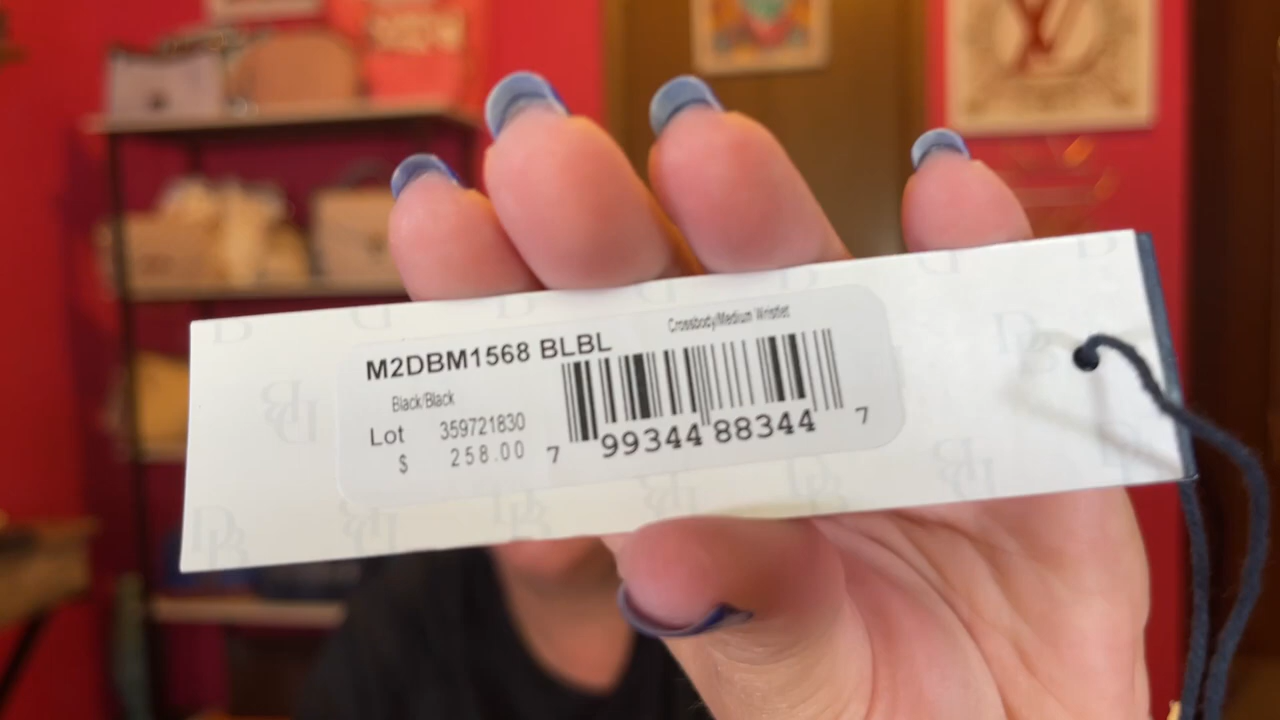 M2DBM1568 BLBL
Crossbody/Medium Wristlet
Black/Black
Lot 359721830
$ 258.00
7 99344 88344 7